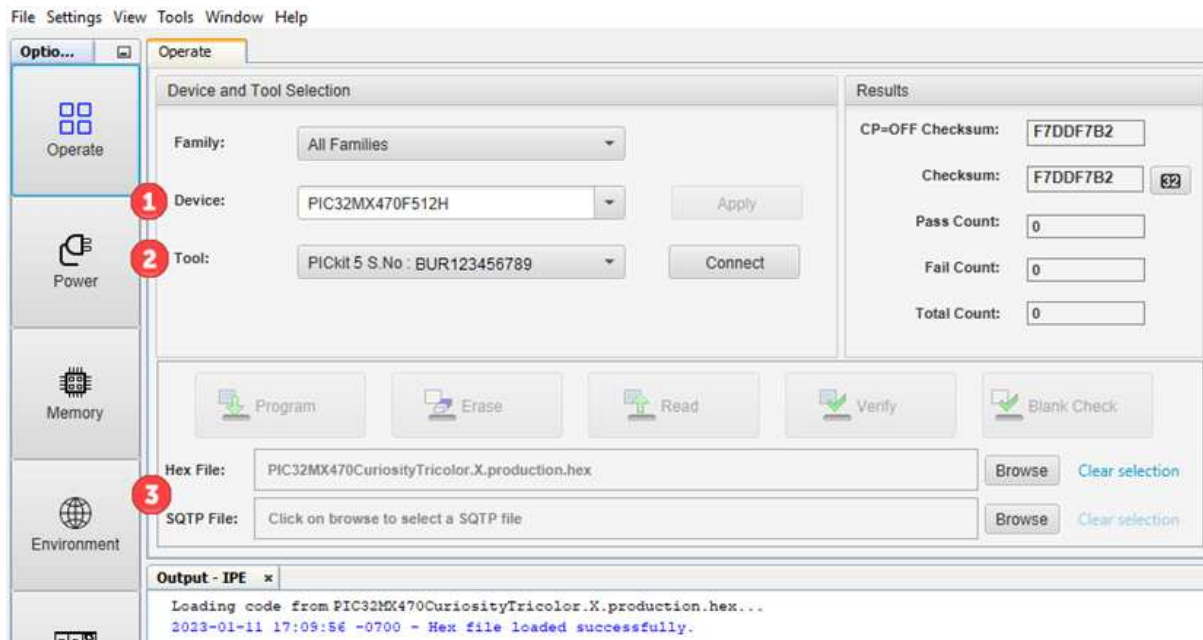 File Settings View Tools Window Help
Optio...
Operate
Power
Memory
Environment
Operate
Device and Tool Selection
Family: All Families
1 Device: PIC32MX470F512H Apply
2 Tool: PICkit 5 S.No : BUR123456789 Connect
Results
CP=OFF Checksum: F7DDF7B2
Checksum: F7DDF7B2 32
Pass Count: 0
Fail Count: 0
Total Count: 0
Program Erase Read Verify Blank Check
3
Hex File: PIC32MX470CuriosityTricolor.X.production.hex Browse Clear selection
SQTP File: Click on browse to select a SQTP file Browse Clear selection
Output - IPE ×
Loading code from PIC32MX470CuriosityTricolor.X.production.hex...
2023-01-11 17:09:56 -0700 - Hex file loaded successfully.